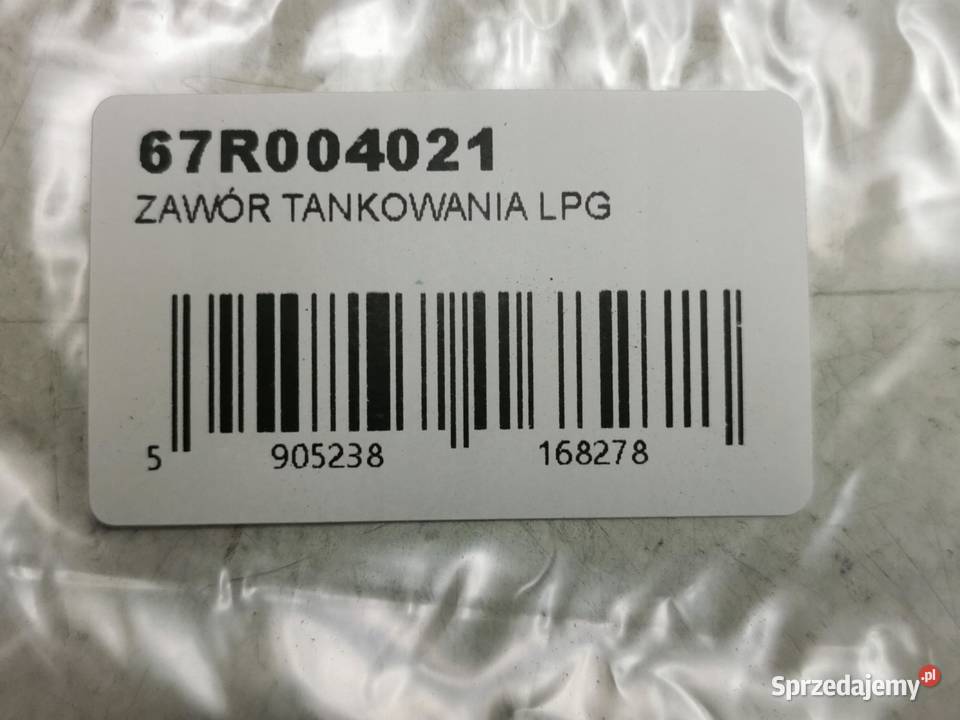 67R004021
ZAWÓR TANKOWANIA LPG
5 905238 168278
Sprzedajemy.pl